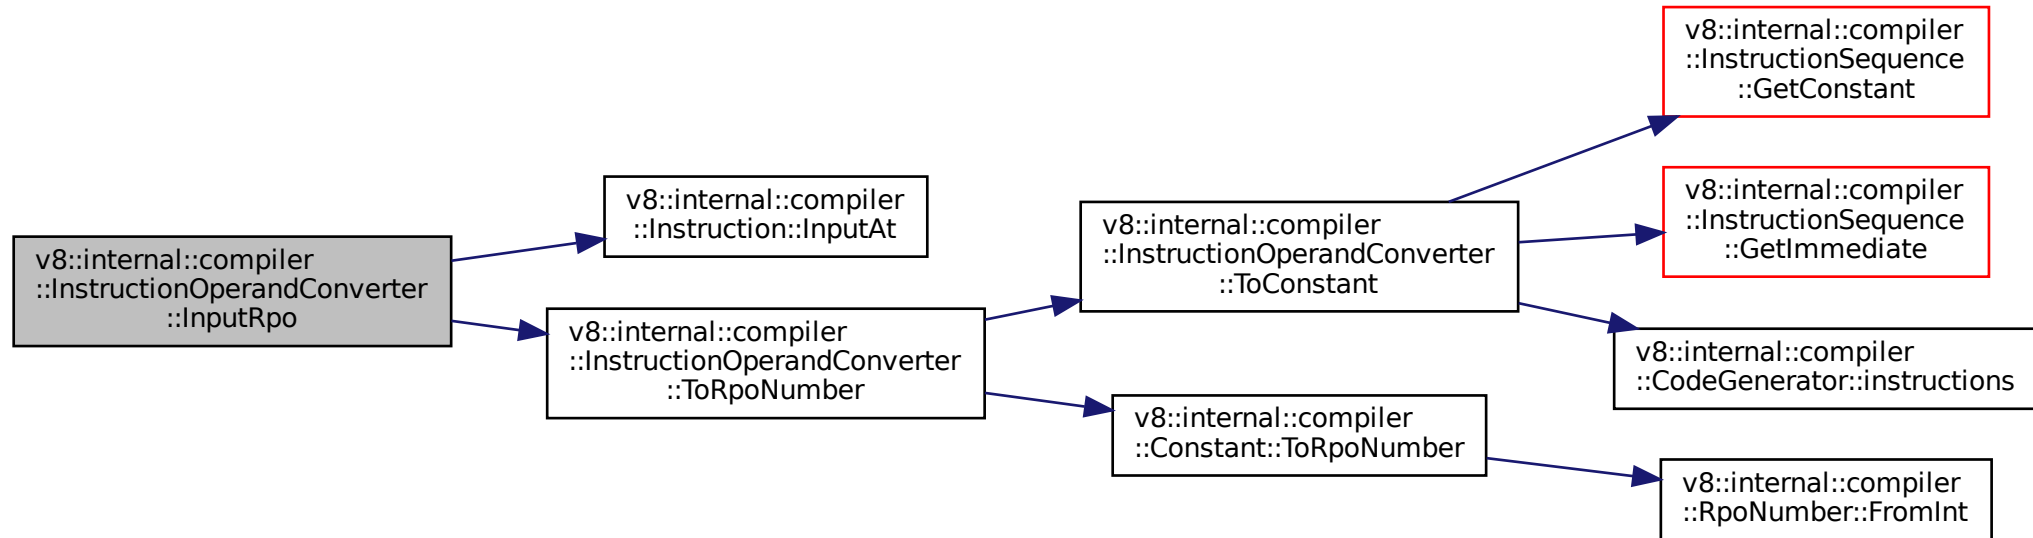 v8::internal::compiler
::InstructionOperandConverter
::InputRpo
v8::internal::compiler
::Instruction::InputAt
v8::internal::compiler
::InstructionOperandConverter
::ToRpoNumber
v8::internal::compiler
::InstructionOperandConverter
::ToConstant
v8::internal::compiler
::InstructionSequence
::GetConstant
v8::internal::compiler
::InstructionSequence
::GetImmediate
v8::internal::compiler
::CodeGenerator::instructions
v8::internal::compiler
::Constant::ToRpoNumber
v8::internal::compiler
::RpoNumber::FromInt